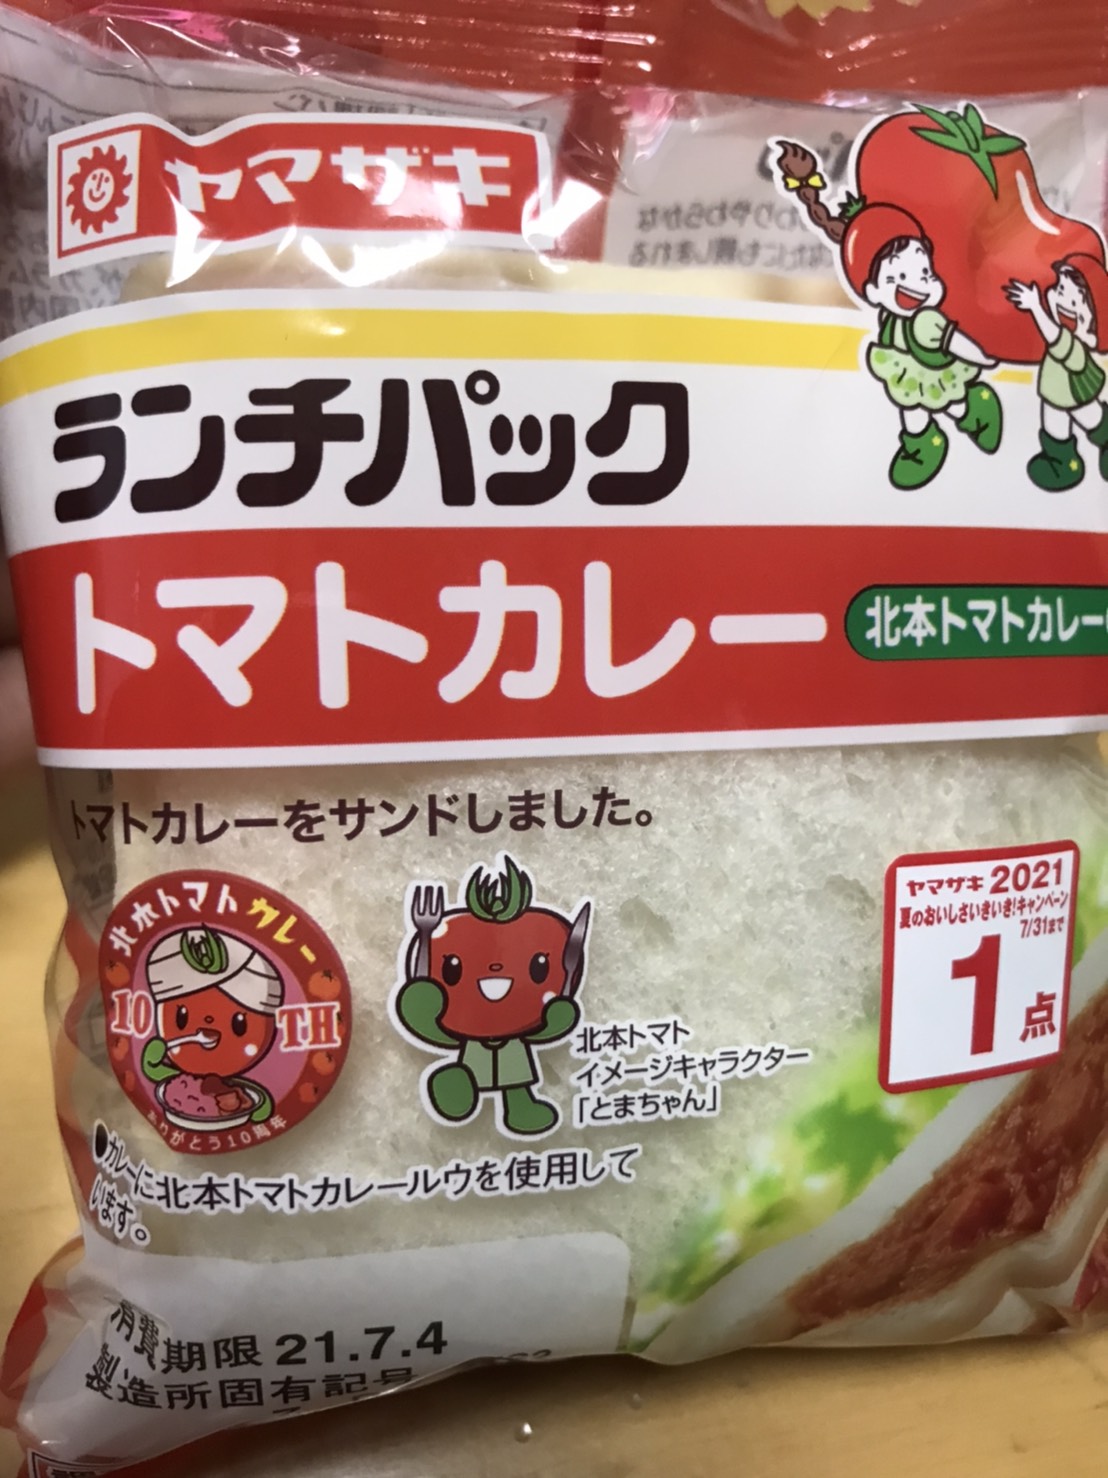 ヤマザキ
ランチパック
トマトカレー
北本トマトカレー
トマトカレーをサンドしました。
北本トマトカレー
10TH
ありがとう10周年
北本トマト
イメージキャラクター
「とまちゃん」
ヤマザキ 2021
夏のおいしさいきいき!キャンペーン
7/31まで
1点
●カレーに北本トマトカレールウを使用して
います。
消費期限 21.7.4
製造所固有記号